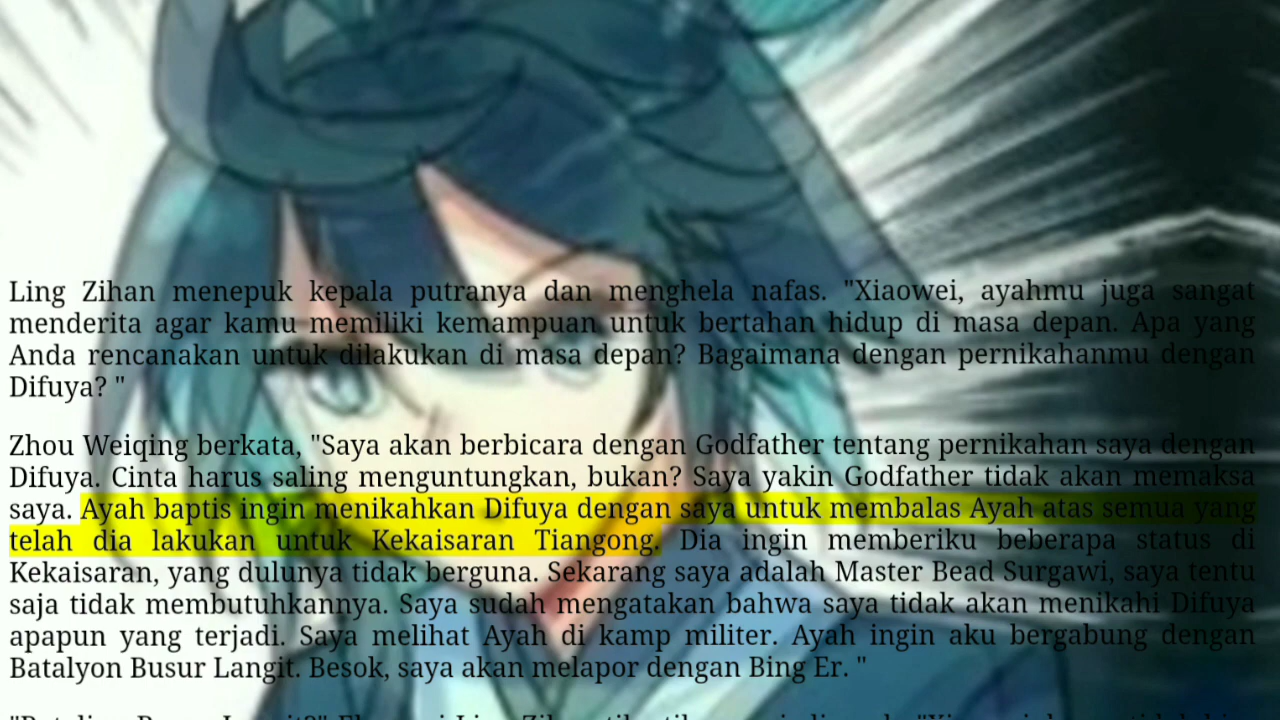 Ling Zihan menepuk kepala putranya dan menghela nafas. "Xiaowei, ayahmu juga sangat
menderita agar kamu memiliki kemampuan untuk bertahan hidup di masa depan. Apa yang
Anda rencanakan untuk dilakukan di masa depan? Bagaimana dengan pernikahanmu dengan
Difuya? "
Zhou Weiqing berkata, "Saya akan berbicara dengan Godfather tentang pernikahan saya dengan
Difuya. Cinta harus saling menguntungkan, bukan? Saya yakin Godfather tidak akan memaksa
saya. Ayah baptis ingin menikahkan Difuya dengan saya untuk membalas Ayah atas semua yang
telah dia lakukan untuk Kekaisaran Tiangong. Dia ingin memberiku beberapa status di
Kekaisaran, yang dulunya tidak berguna. Sekarang saya adalah Master Bead Surgawi, saya tentu
saja tidak membutuhkannya. Saya sudah mengatakan bahwa saya tidak akan menikahi Difuya
apapun yang terjadi. Saya melihat Ayah di kamp militer. Ayah ingin aku bergabung dengan
Batalyon Busur Langit. Besok, saya akan melapor dengan Bing Er. "